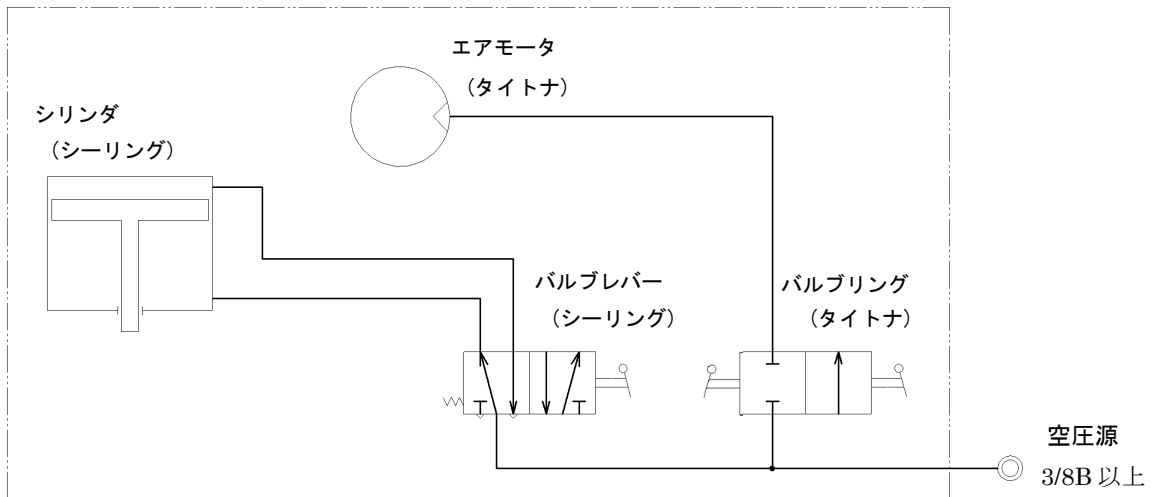 エアモータ
(タイトナ)
シリンダ
(シーリング)
バルブレバー
(シーリング)
バルブリング
(タイトナ)
空圧源
3/8B 以上